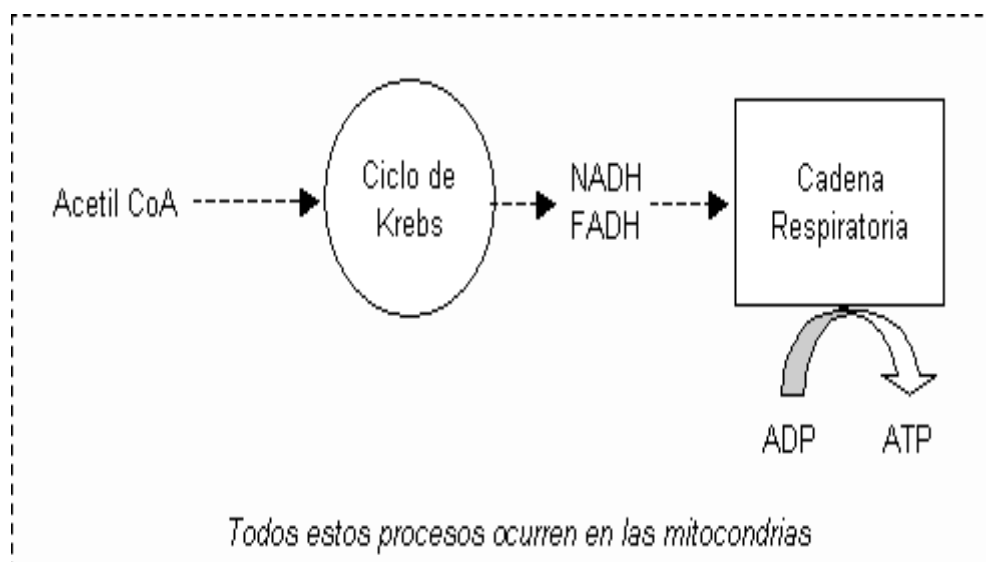 Acetil CoA
Ciclo de
Krebs
NADH
FADH
Cadena
Respiratoria
ADP
ATP
Todos estos procesos ocurren en las mitocondrias